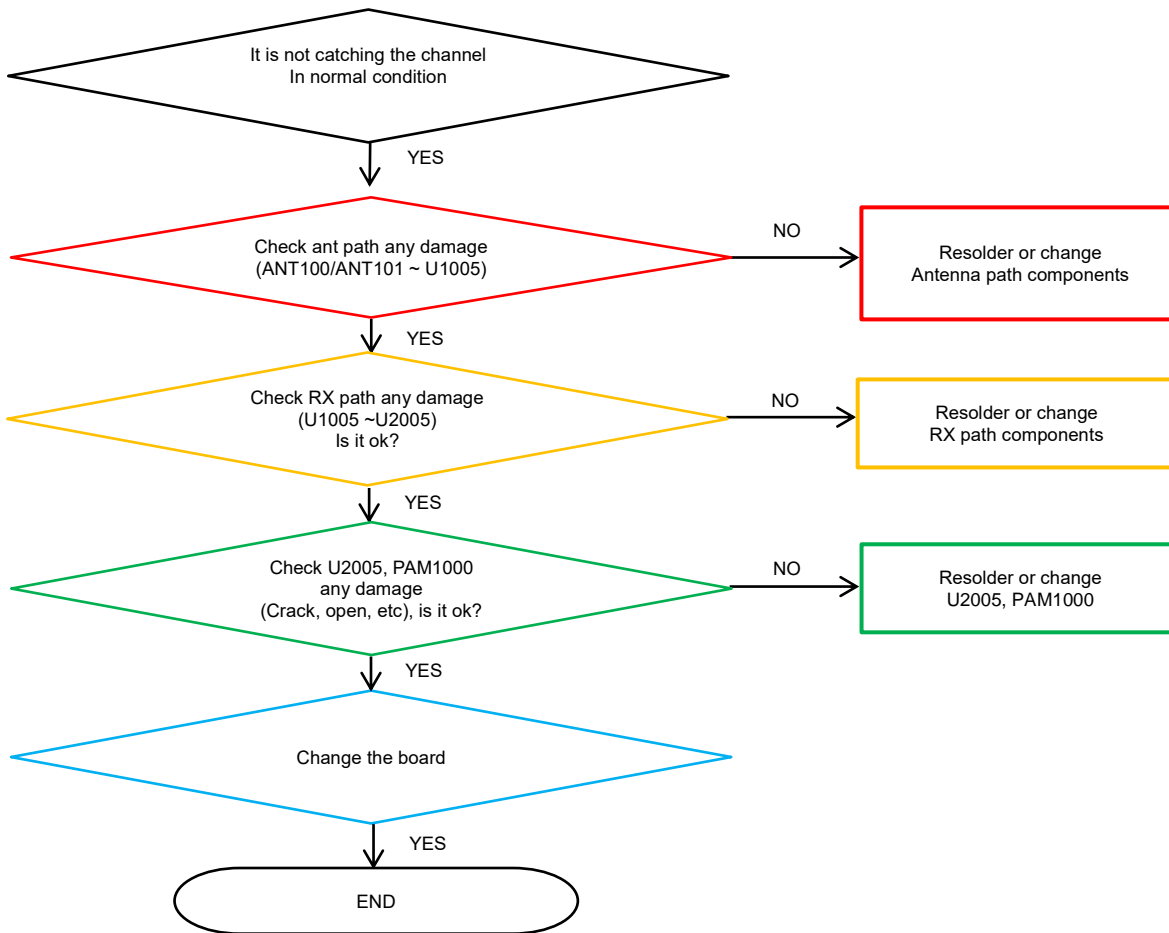 It is not catching the channel
In normal condition
YES
Check ant path any damage
(ANT100/ANT101 ~ U1005)
NO
Resolder or change
Antenna path components
YES
Check RX path any damage
(U1005 ~U2005)
Is it ok?
NO
Resolder or change
RX path components
YES
Check U2005, PAM1000
any damage
(Crack, open, etc), is it ok?
NO
Resolder or change
U2005, PAM1000
YES
Change the board
YES
END